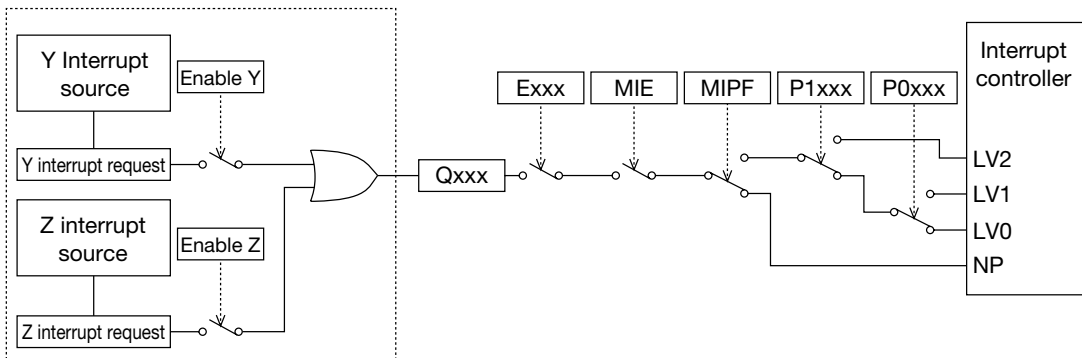 Y Interrupt
source
Enable Y
Y interrupt request
Z interrupt
source
Enable Z
Z interrupt request
Qxxx
Exxx
MIE
MIPF
P1xxx
P0xxx
Interrupt
controller
LV2
LV1
LV0
NP